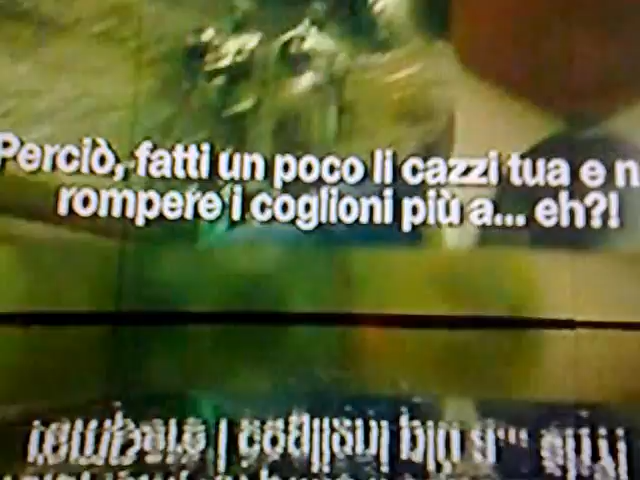 Perciò, fatti un poco li cazzi tua e n
rompere i coglioni più a... eh?!